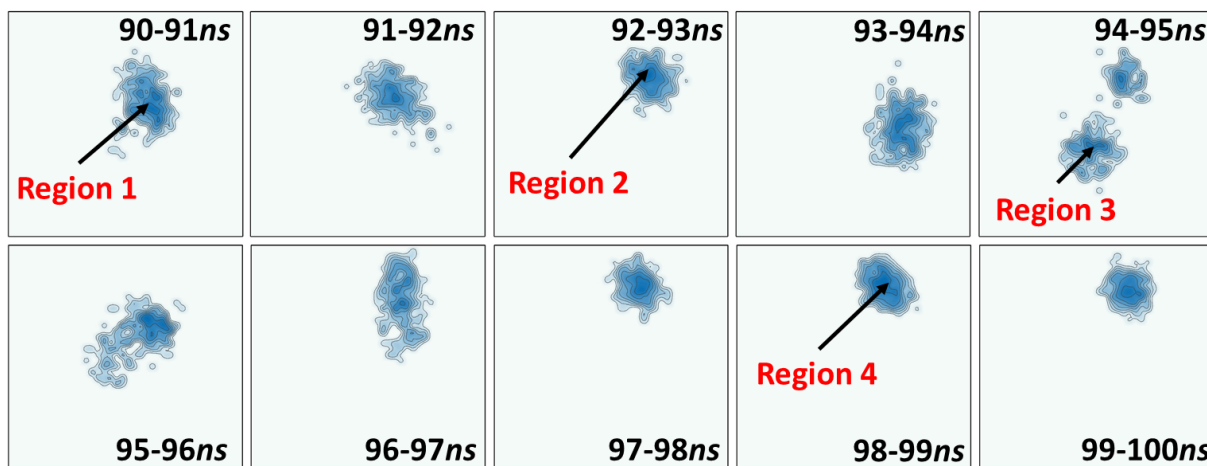 90-91ns
91-92ns
92-93ns
93-94ns
94-95ns
Region 1
Region 2
Region 3
Region 4
95-96ns
96-97ns
97-98ns
98-99ns
99-100ns